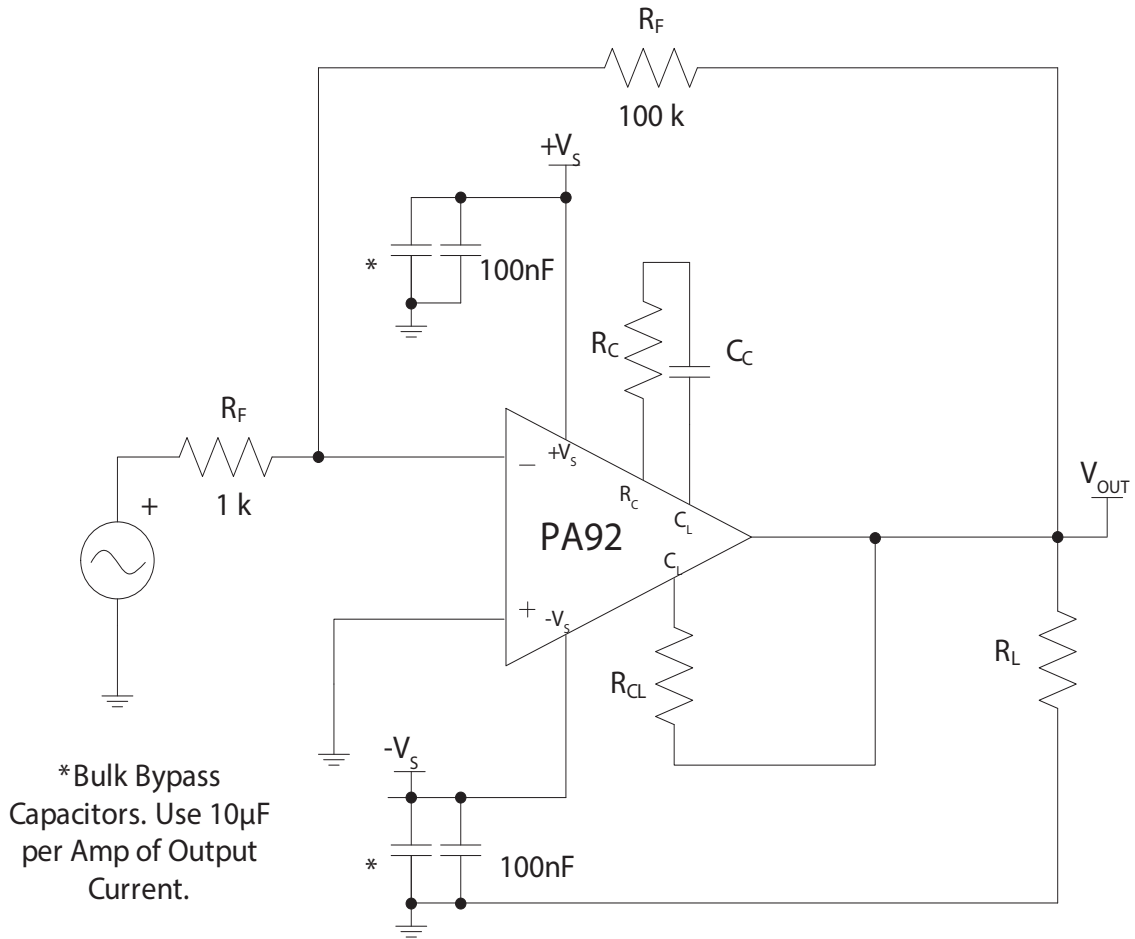 RF
100 k
+VS
*
100nF
RC
CC
RF
1 k
+
−
+VS
RC
CL
PA92
VOUT
CL
+
-VS
RCL
RL
-VS
*Bulk Bypass
Capacitors. Use 10µF
per Amp of Output
Current.
*
100nF